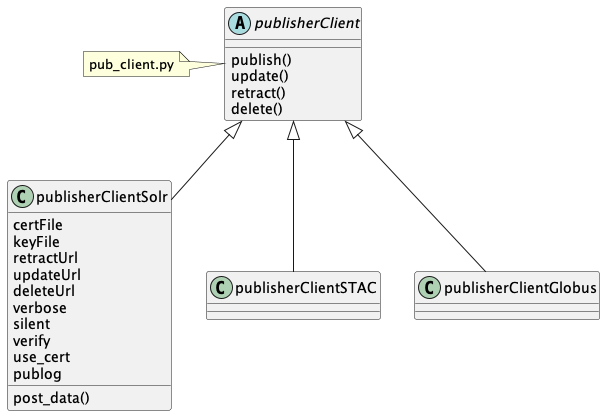 A publisherClient
pub_client.py
publish()
update()
retract()
delete()
C publisherClientSolr
certFile
keyFile
retractUrl
updateUrl
deleteUrl
verbose
silent
verify
use_cert
publog
post_data()
C publisherClientSTAC
C publisherClientGlobus